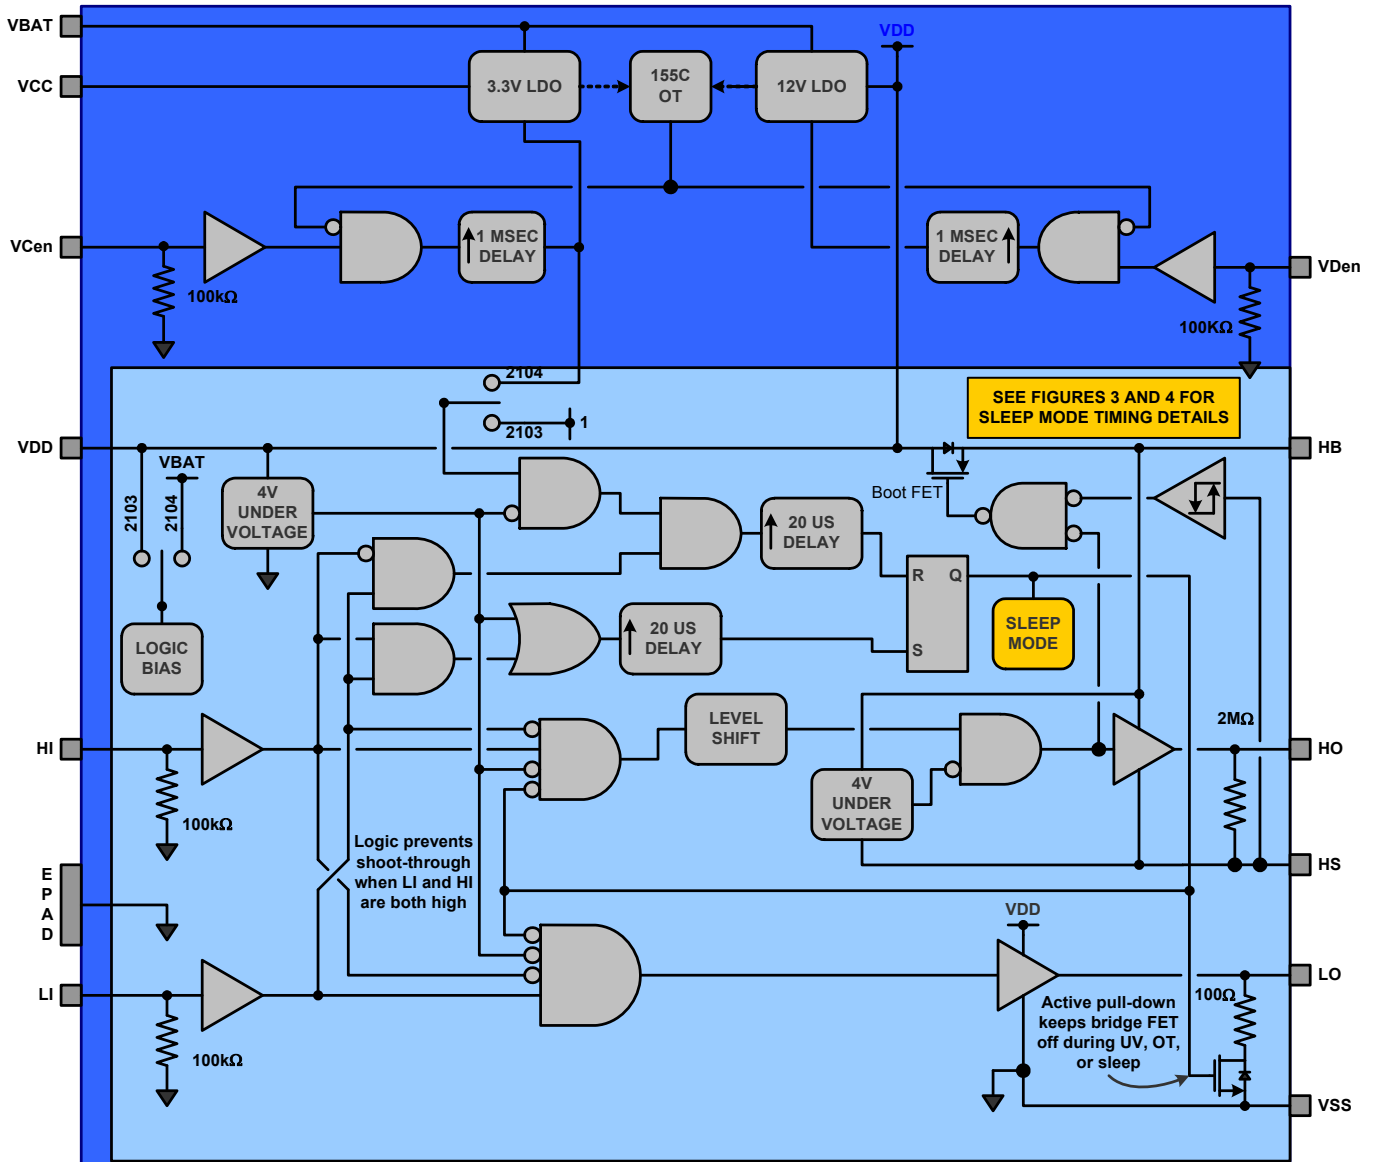 VBAT
VDD
VCC
3.3V LDO
155C
OT
12V LDO
VCen
1 MSEC
DELAY
1 MSEC
DELAY
VDen
100kΩ
100KΩ
2104
SEE FIGURES 3 AND 4 FOR
SLEEP MODE TIMING DETAILS
1
2103
VDD
HB
VBAT
2103
2104
4V
UNDER
VOLTAGE
Boot FET
20 US
DELAY
R
Q
S
LOGIC
BIAS
20 US
DELAY
SLEEP
MODE
LEVEL
SHIFT
2MΩ
HI
HO
4V
UNDER
VOLTAGE
100kΩ
Logic prevents
shoot-through
when LI and HI
are both high
HS
E
P
A
D
VDD
LI
LO
100Ω
Active pull-down
keeps bridge FET
off during UV, OT,
or sleep
100kΩ
VSS